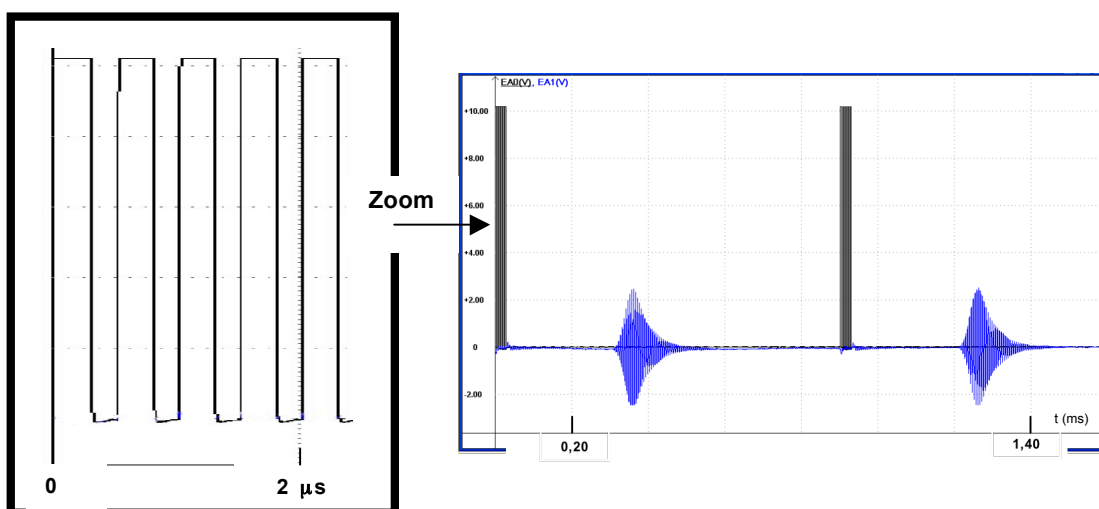 EA0(V), EA1(V)
+10.00
+8.00
Zoom
+6.00
+4.00
+2.00
0
-2.00
t (ms)
0,20
1,40
0
2 μs